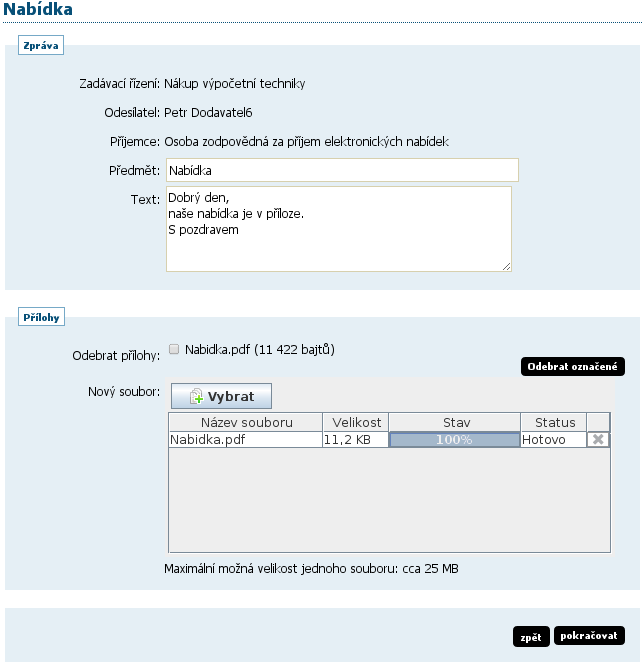 Nabídka
Zpráva
Zadávací řízení: Nákup výpočetní techniky
Odesílatel: Petr Dodavatel6
Příjemce: Osoba zodpovědná za příjem elektronických nabídek
Předmět: Nabídka
Text: Dobrý den,
naše nabídka je v příloze.
S pozdravem
Přílohy
Odebrat přílohy: Nabidka.pdf (11 422 bajtů)
Odebrat označené
Nový soubor: Vybrat
Název souboru Velikost Stav Status
Nabidka.pdf 11,2 KB 100% Hotovo
Maximální možná velikost jednoho souboru: cca 25 MB
zpět pokračovat